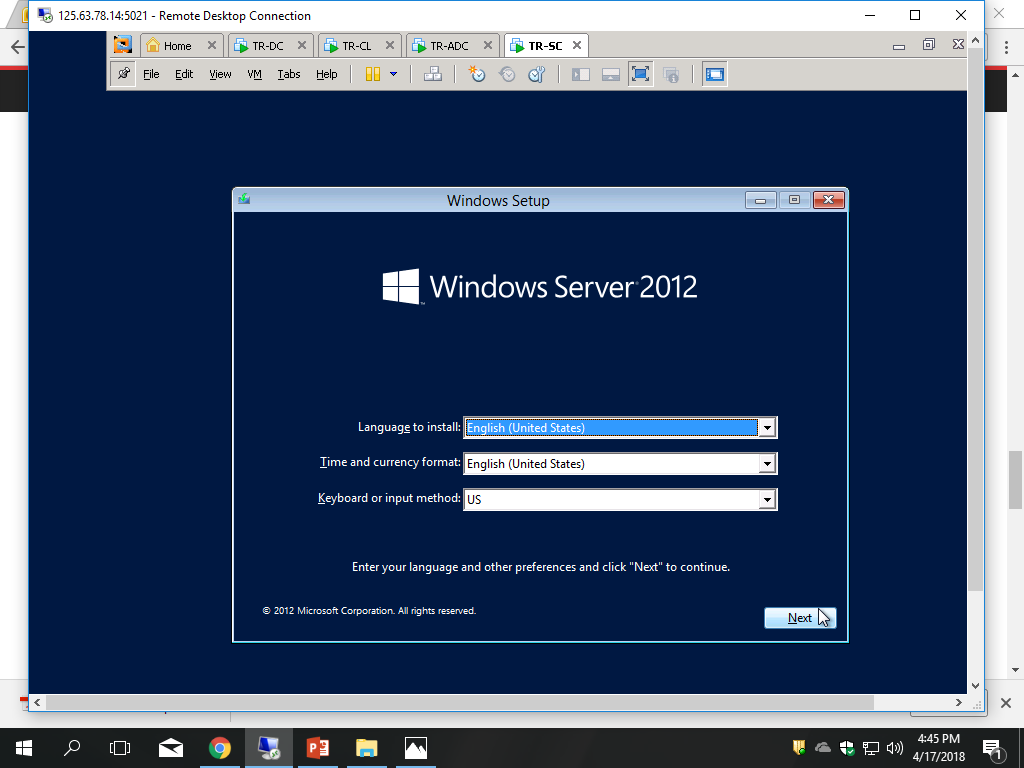 125.63.78.14:5021 - Remote Desktop Connection
Home TR-DC TR-CL TR-ADC TR-SC
File Edit View VM Tabs Help
Windows Setup
Windows Server 2012
Language to install: English (United States)
Time and currency format: English (United States)
Keyboard or input method: US
Enter your language and other preferences and click "Next" to continue.
© 2012 Microsoft Corporation. All rights reserved.
Next
4:45 PM
4/17/2018
1